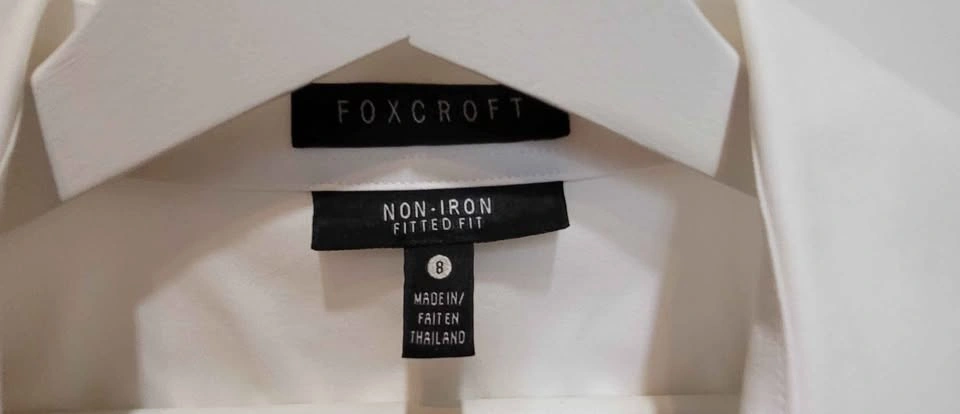 FOXCROFT
NON-IRON
FITTED FIT
8
MADE IN/
FAIT EN
THAILAND